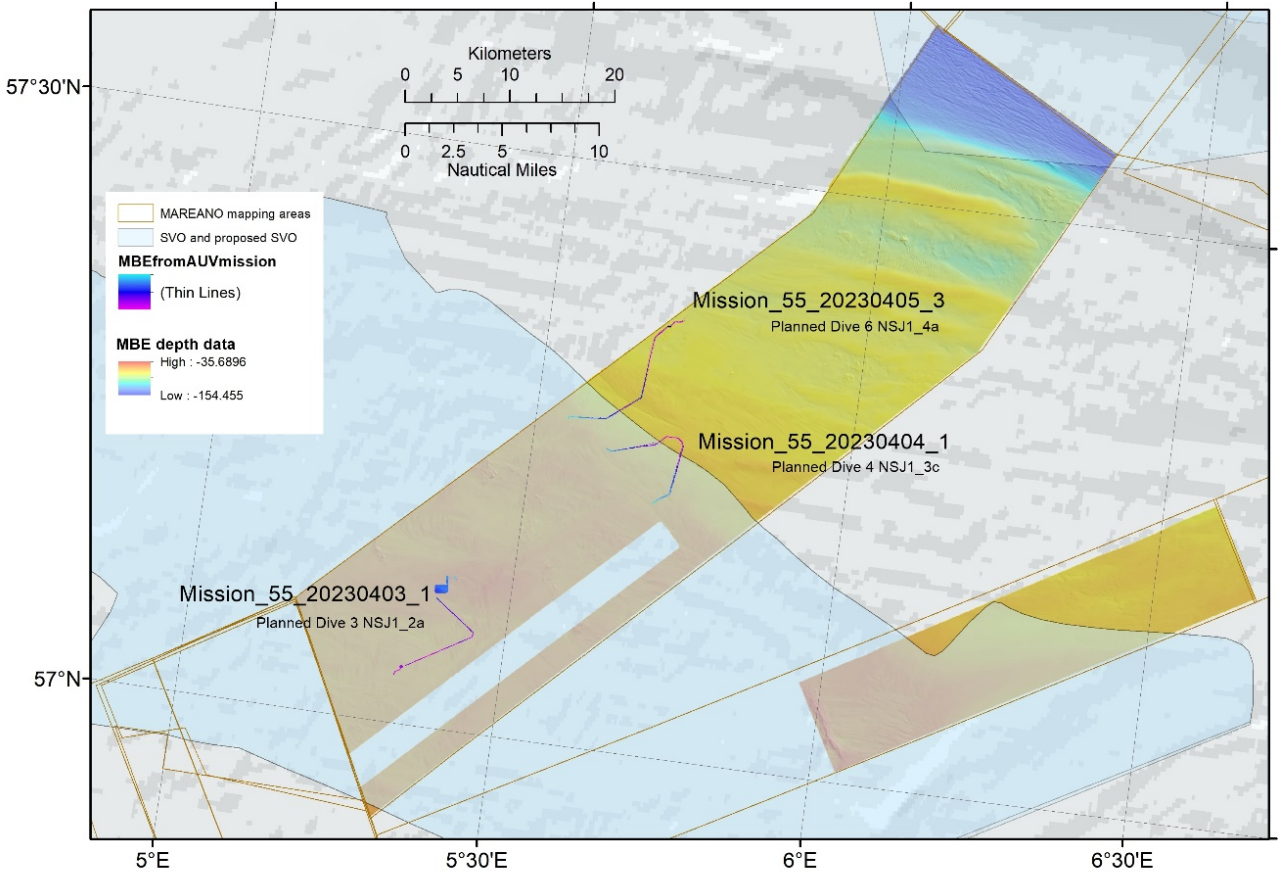 Kilometers
0 5 10 20
0 2.5 5 10
Nautical Miles
57°30'N
MAREANO mapping areas
SVO and proposed SVO
MBEfromAUVmission
(Thin Lines)
MBE depth data
High : -35.6896
Low : -154.455
Mission_55_20230405_3
Planned Dive 6 NSJ1_4a
Mission_55_20230404_1
Planned Dive 4 NSJ1_3c
Mission_55_20230403_1
Planned Dive 3 NSJ1_2a
57°N
5°E 5°30'E 6°E 6°30'E